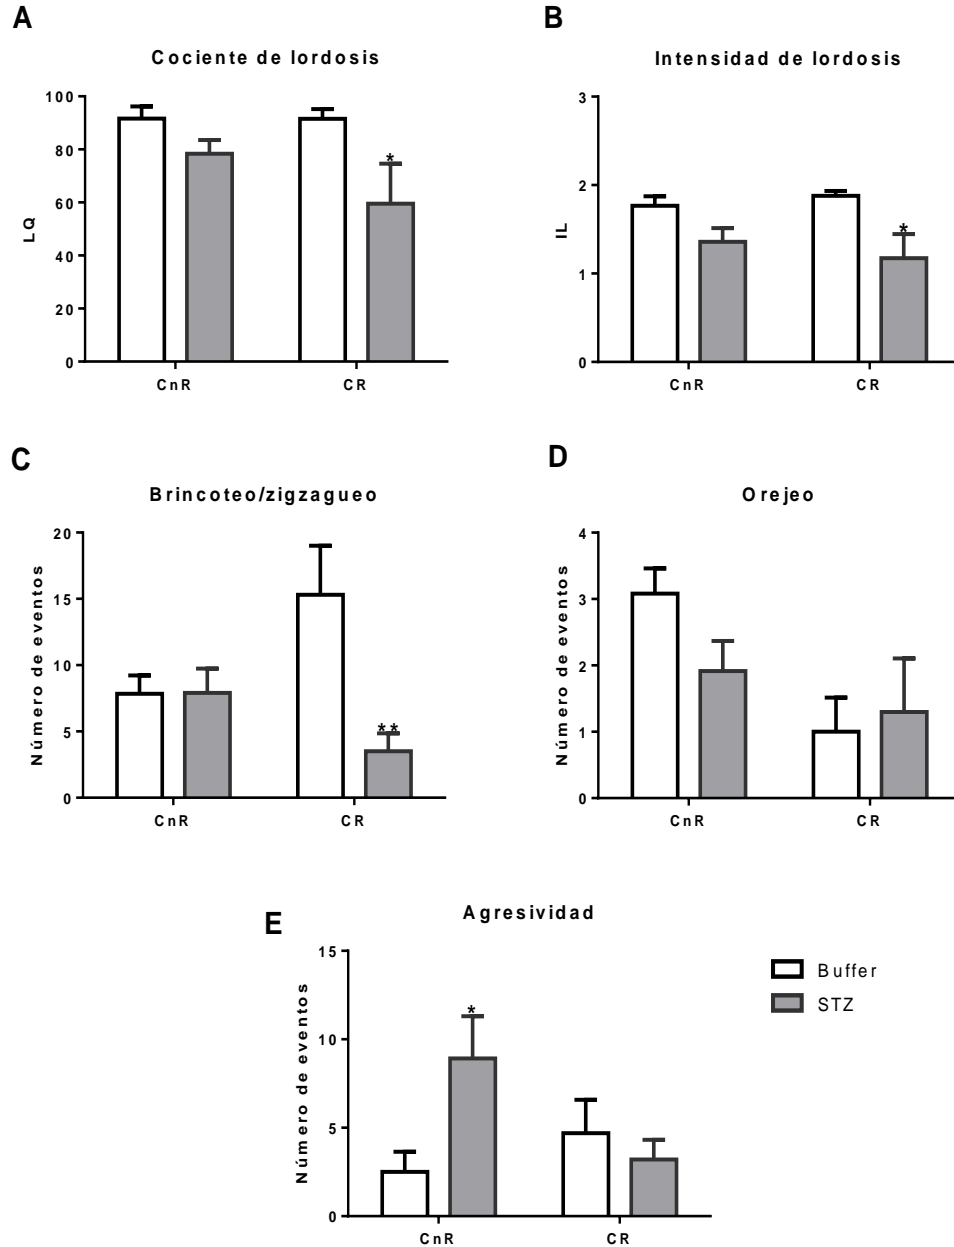 A
Cociente de lordosis
LQ
100
80
60
40
20
0
*
CnR
CR
B
Intensidad de lordosis
IL
3
2
1
0
*
CnR
CR
C
Brincoteo/zigzagueo
Número de eventos
20
15
10
5
0
**
CnR
CR
D
Orejeo
Número de eventos
4
3
2
1
0
CnR
CR
E
Agresividad
Número de eventos
15
10
5
0
*
CnR
CR
Buffer
STZ